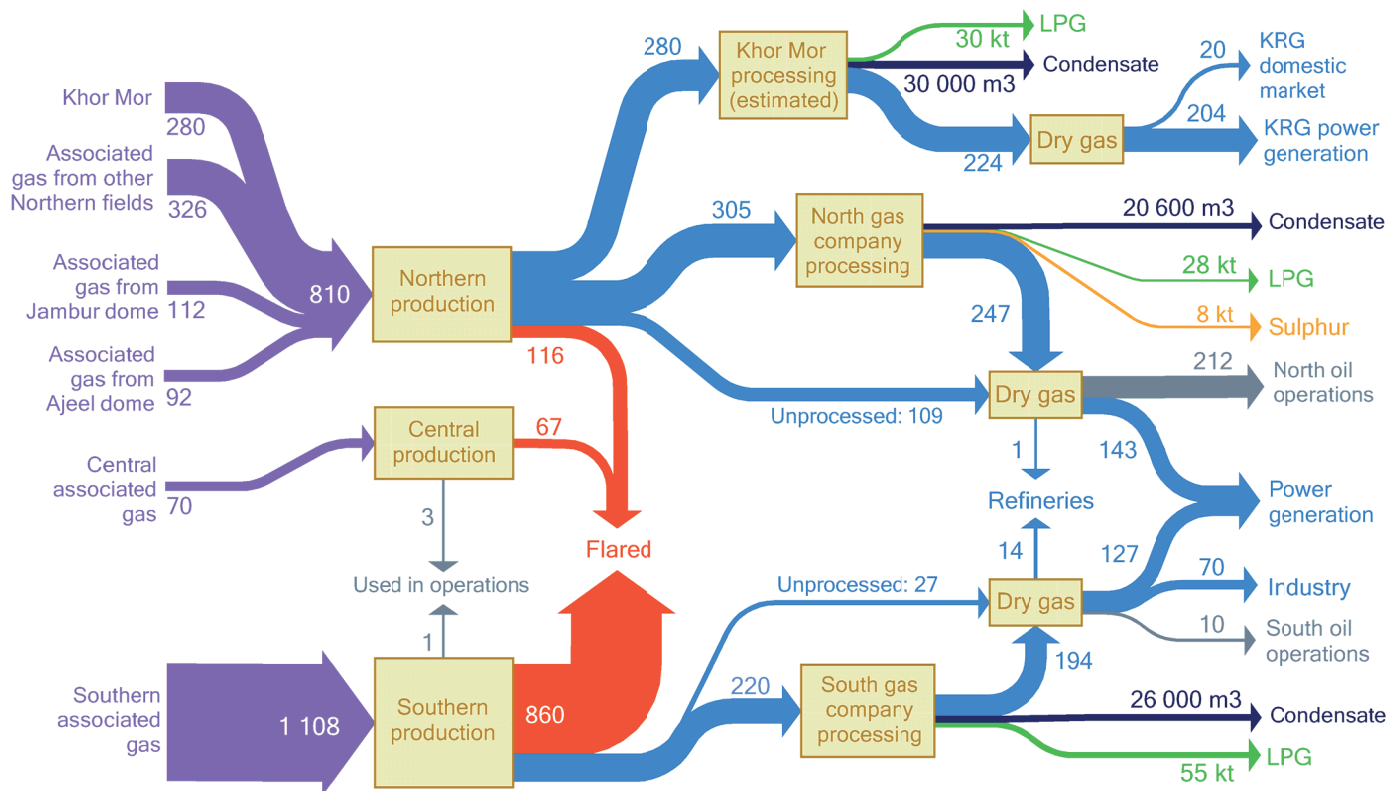 Khor Mor
280
Associated
gas from other
Northern fields
326
Associated
gas from
Jambur dome
112
Associated
gas from
Ajeel dome
92
Central
associated
gas
70
Southern
associated
gas
1 108
810
Northern
production
116
Central
production
67
3
Used in operations
1
Southern
production
860
Flared
280
Khor Mor
processing
(estimated)
30 kt
LPG
30 000 m3
Condensate
224
Dry gas
20
KRG
domestic
market
204
KRG power
generation
305
North gas
company
processing
20 600 m3
Condensate
28 kt
LPG
8 kt
Sulphur
247
Unprocessed: 109
Dry gas
212
North oil
operations
1
143
Refineries
Power
generation
14
127
Unprocessed: 27
Dry gas
70
Industry
10
South oil
operations
194
220
South gas
company
processing
26 000 m3
Condensate
55 kt
LPG